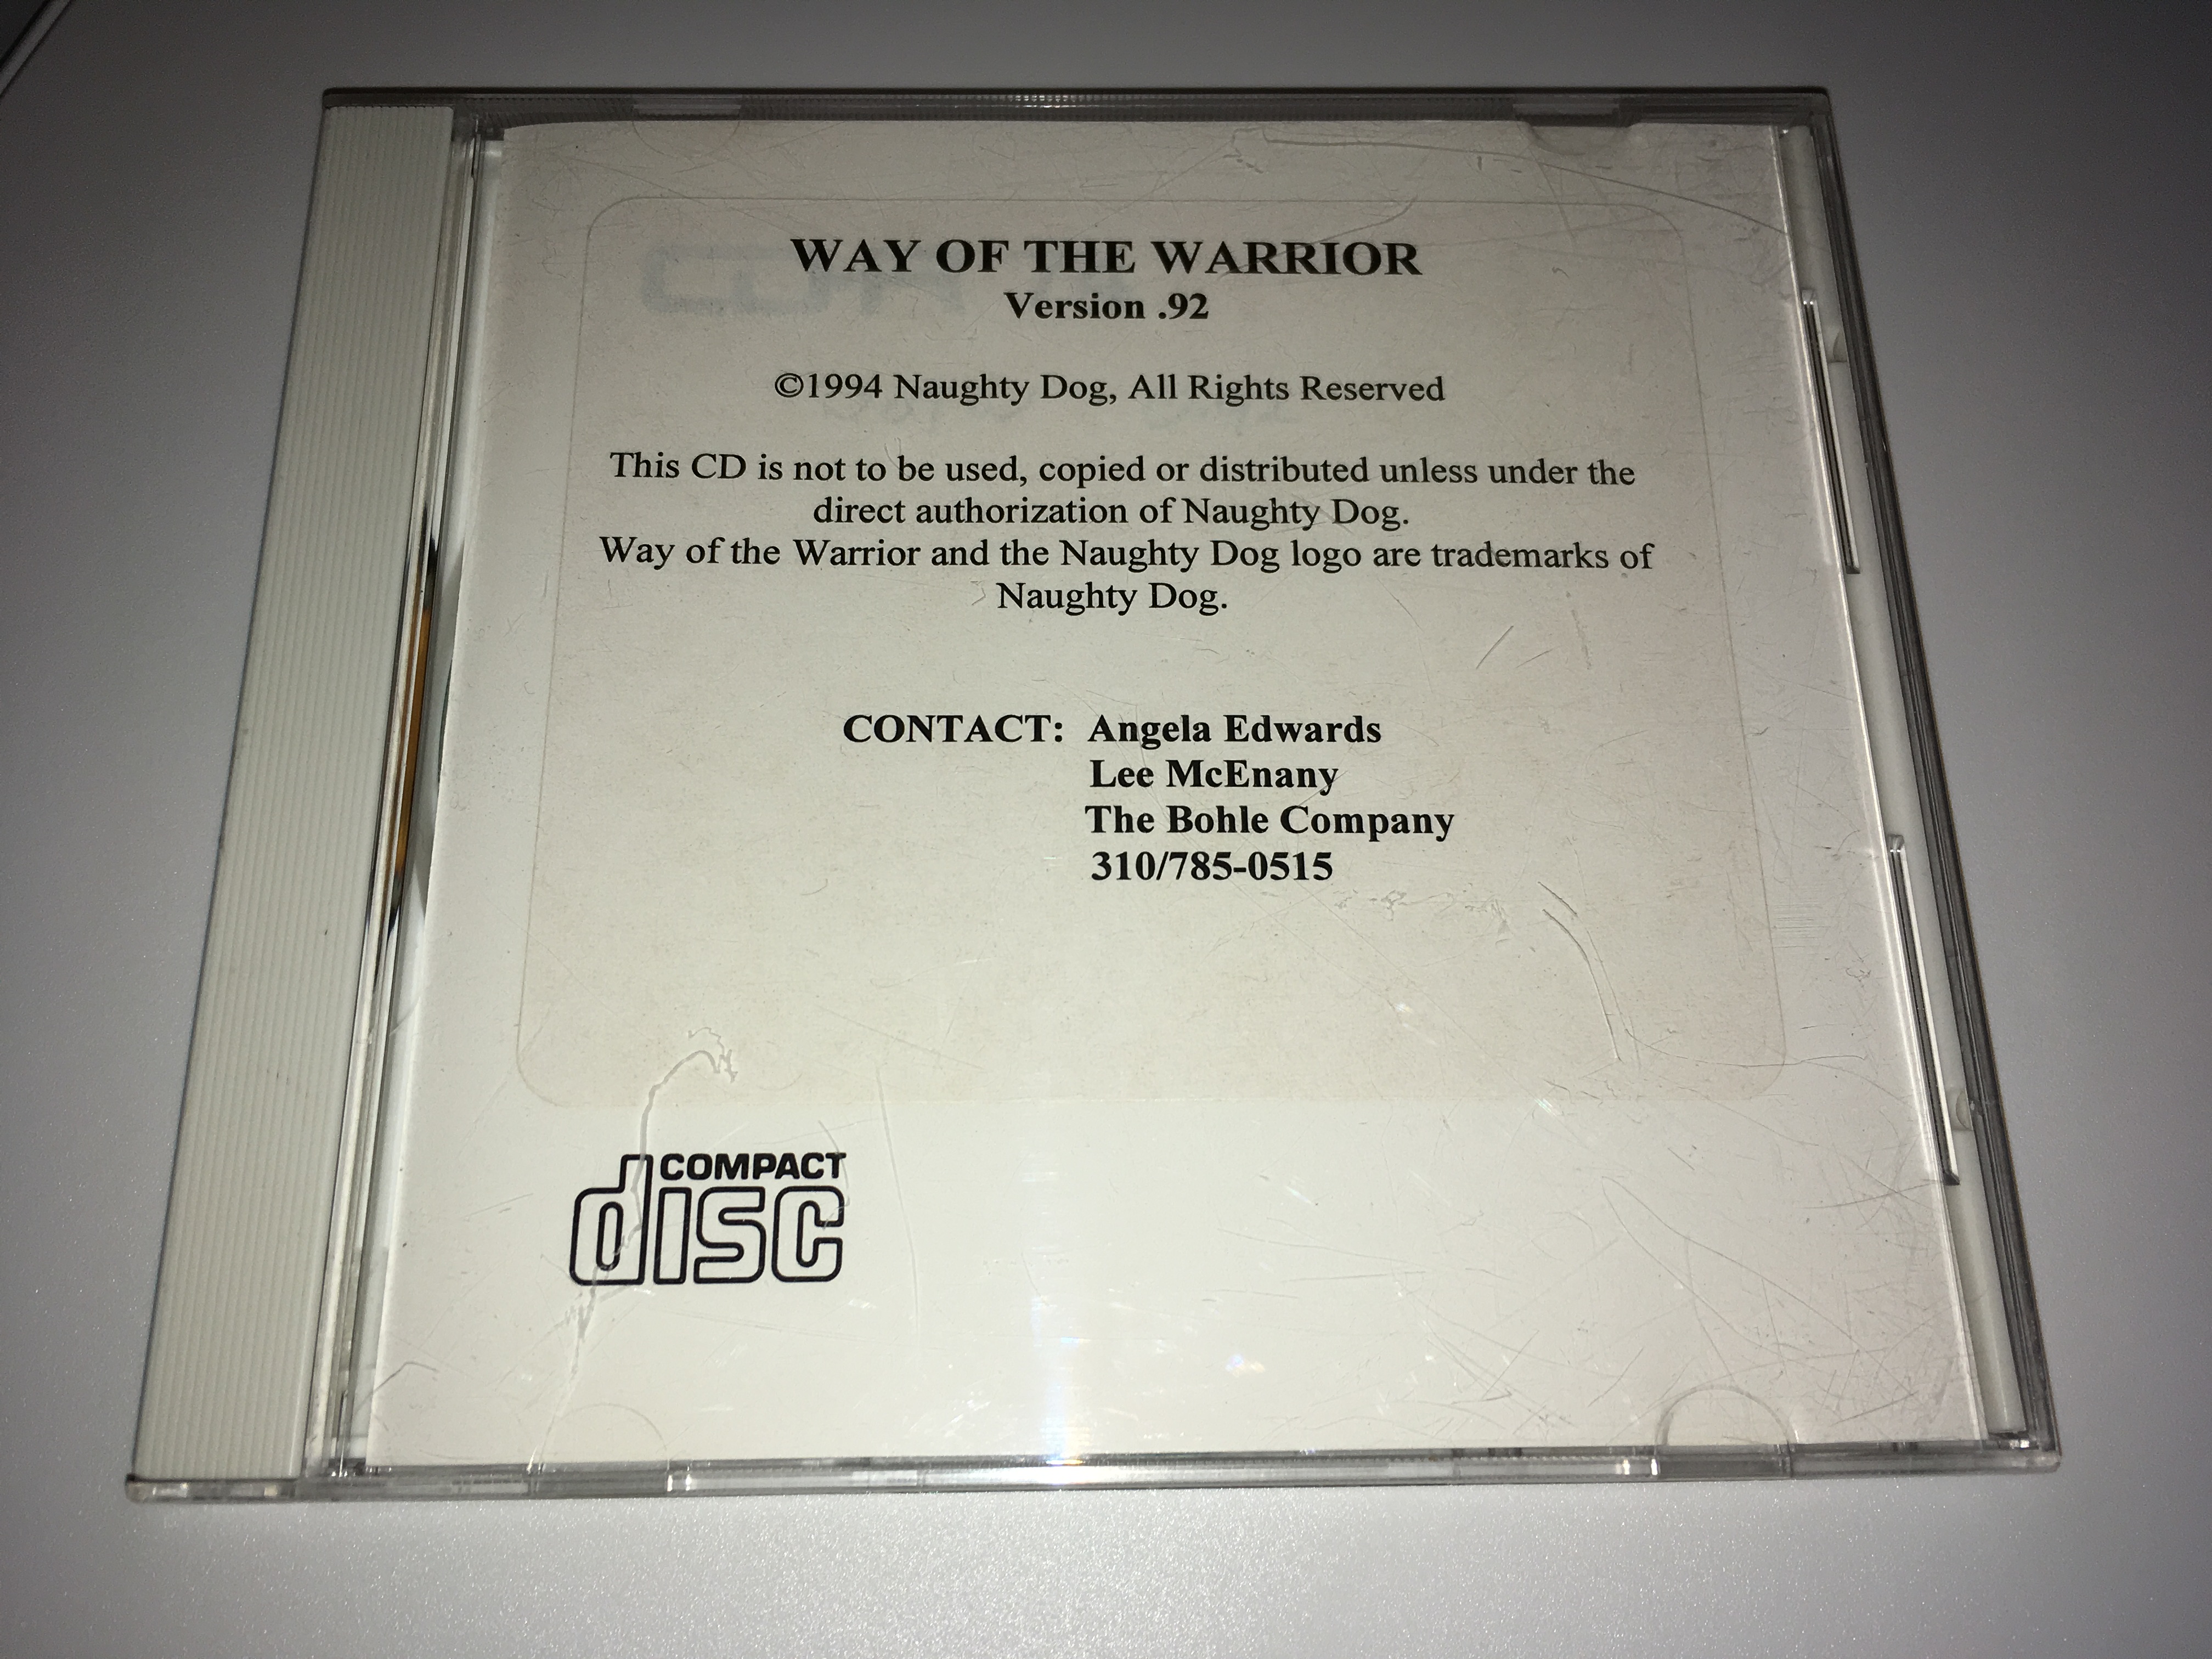 WAY OF THE WARRIOR
Version .92
©1994 Naughty Dog, All Rights Reserved
This CD is not to be used, copied or distributed unless under the
direct authorization of Naughty Dog.
Way of the Warrior and the Naughty Dog logo are trademarks of
Naughty Dog.
CONTACT: Angela Edwards
Lee McEnany
The Bohle Company
310/785-0515
COMPACT
disc